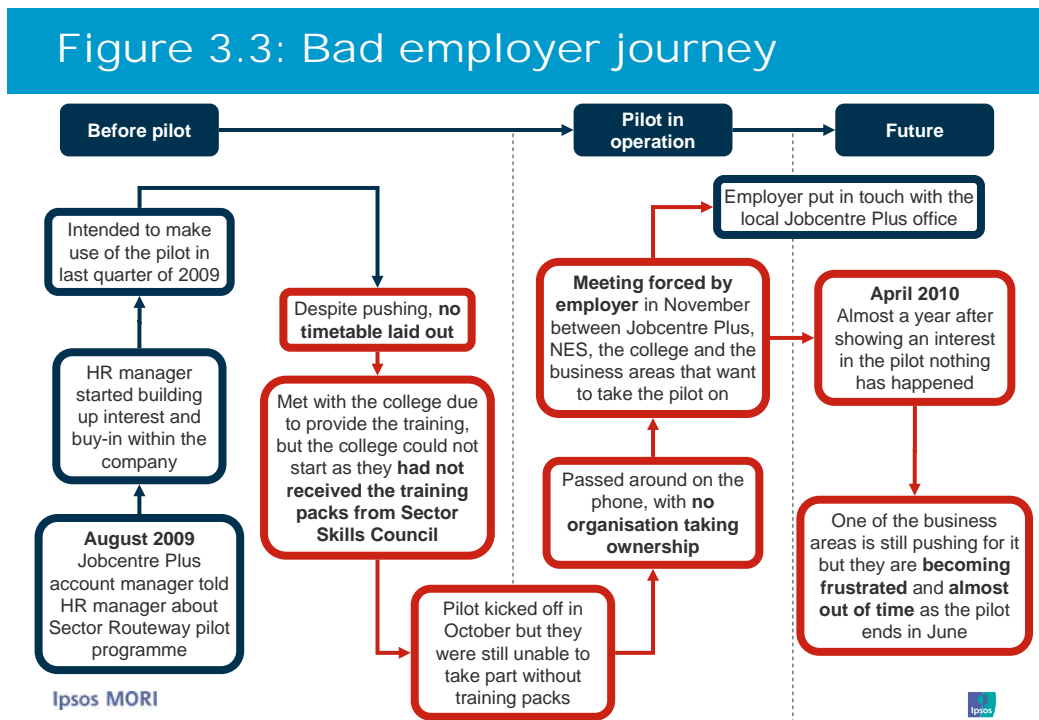 Figure 3.3: Bad employer journey
Before pilot
Pilot in
operation
Future
August 2009
Jobcentre Plus
account manager told
HR manager about
Sector Routeway pilot
programme
HR manager
started building
up interest and
buy-in within the
company
Intended to make
use of the pilot in
last quarter of 2009
Despite pushing, no
timetable laid out
Met with the college due
to provide the training,
but the college could not
start as they had not
received the training
packs from Sector
Skills Council
Pilot kicked off in
October but they
were still unable to
take part without
training packs
Passed around on the
phone, with no
organisation taking
ownership
Meeting forced by
employer in November
between Jobcentre Plus,
NES, the college and the
business areas that want
to take the pilot on
Employer put in touch with the
local Jobcentre Plus office
April 2010
Almost a year after
showing an interest
in the pilot nothing
has happened
One of the business
areas is still pushing for it
but they are becoming
frustrated and almost
out of time as the pilot
ends in June
Ipsos MORI
Ipsos